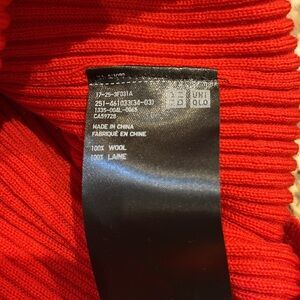 17-25-3F031A
251-461033(34-03)
1335-004L-0065
CA59728
MADE IN CHINA
FABRIQUÉ EN CHINE
100% WOOL
100% LAINE
UNI
QLO